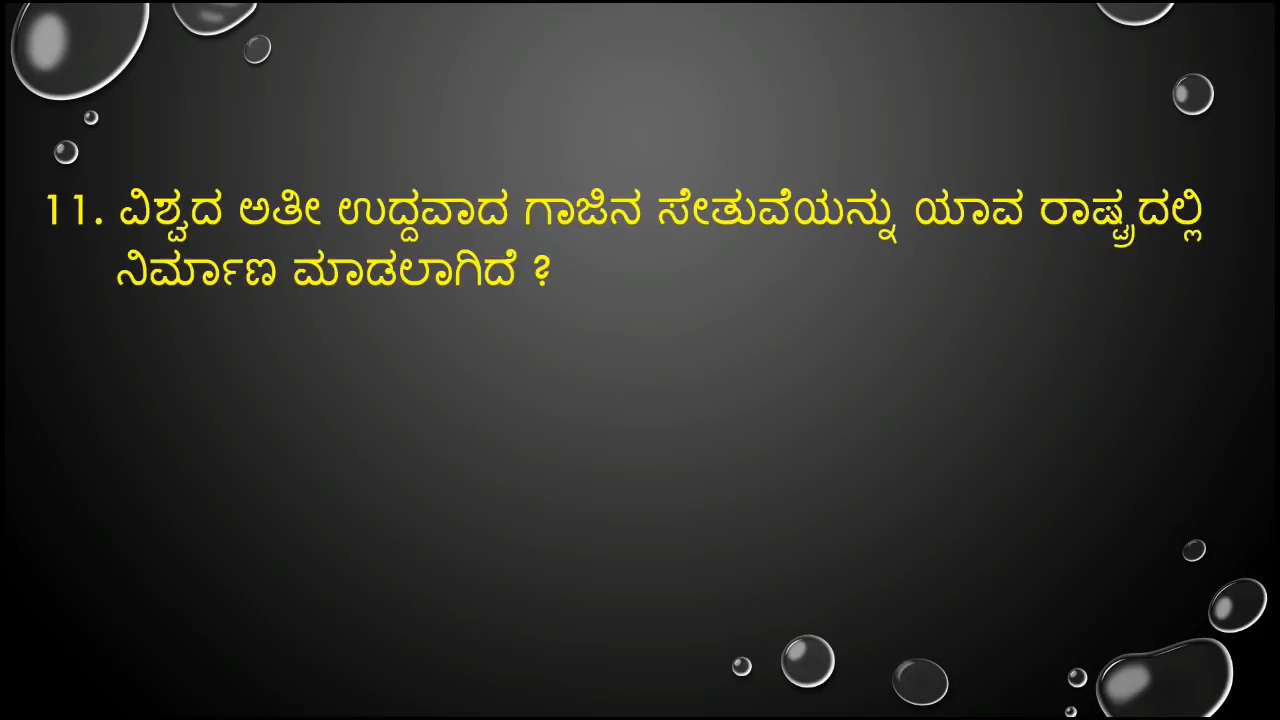 11. ವಿಶ್ವದ ಅತೀ ಉದ್ದವಾದ ಗಾಜಿನ ಸೇತುವೆಯನ್ನು ಯಾವ ರಾಷ್ಟ್ರದಲ್ಲಿ
ನಿರ್ಮಾಣ ಮಾಡಲಾಗಿದೆ ?